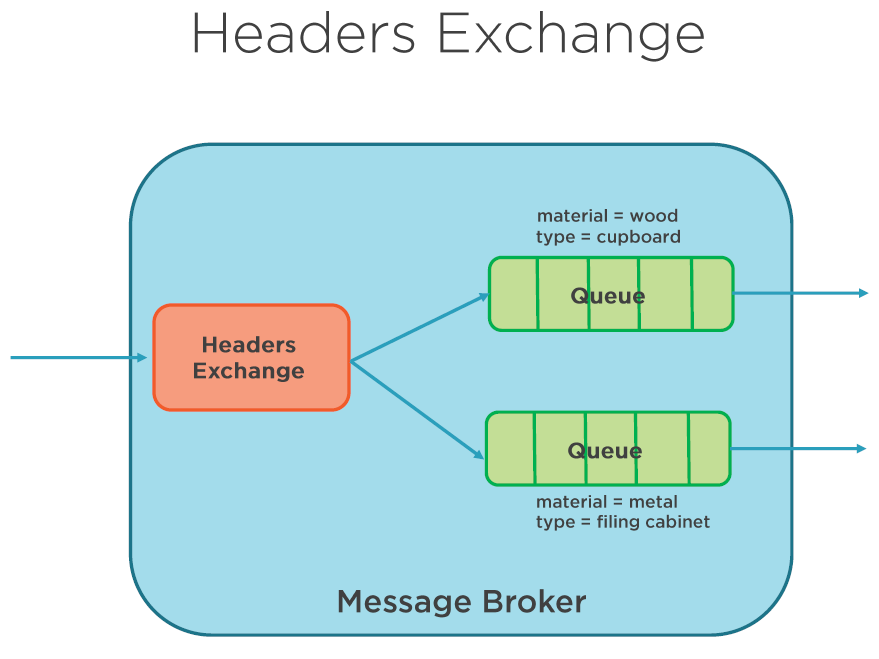 Headers Exchange
material = wood
type = cupboard
Queue
Headers
Exchange
Queue
material = metal
type = filing cabinet
Message Broker